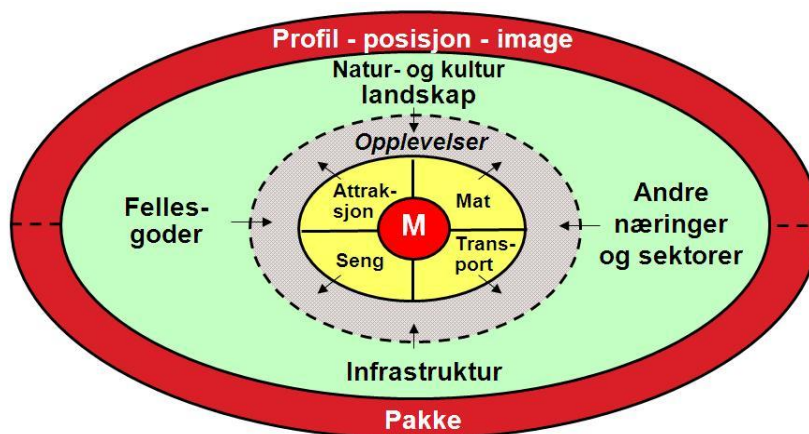 Profil - posisjon - image
Natur- og kultur
landskap
Opplevelser
Attrak-
sjon
Mat
M
Seng
Trans-
port
Felles-
goder
Andre
næringer
og sektorer
Infrastruktur
Pakke